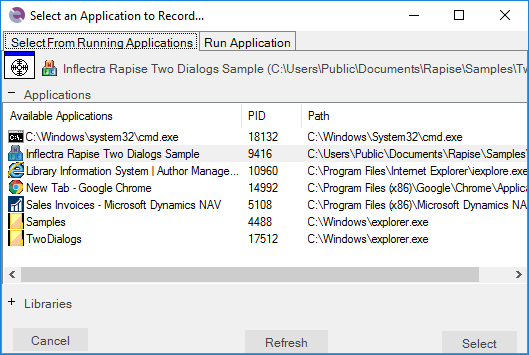 Select an Application to Record...
Select From Running Applications Run Application
Inflectra Rapise Two Dialogs Sample (C:\Users\Public\Documents\Rapise\Samples\Tw
Applications
Available Applications PID Path
C:\Windows\system32\cmd.exe 18132 C:\Windows\System32\cmd.exe
Inflectra Rapise Two Dialogs Sample 9416 C:\Users\Public\Documents\Rapise\Samples\
Library Information System | Author Manage... 10960 C:\Program Files\Internet Explorer\iexplore.exe
New Tab - Google Chrome 14992 C:\Program Files (x86)\Google\Chrome\Applica
Sales Invoices - Microsoft Dynamics NAV 5108 C:\Program Files (x86)\Microsoft Dynamics NA
Samples 4488 C:\Windows\explorer.exe
TwoDialogs 17512 C:\Windows\explorer.exe
Libraries
Cancel Refresh Select